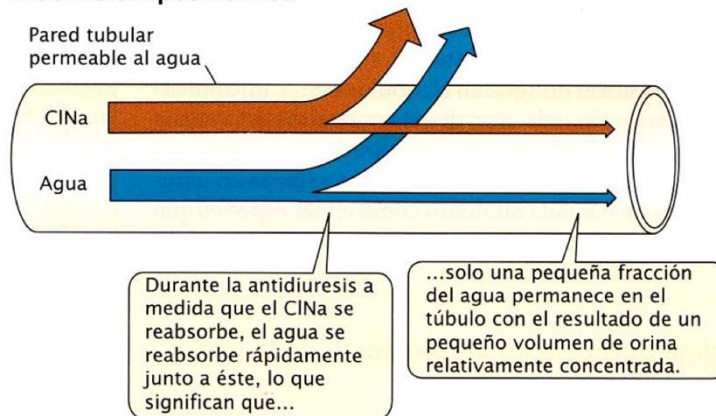 Pared tubular
permeable al agua
ClNa
Agua
Durante la antidiuresis a
medida que el ClNa se
reabsorbe, el agua se
reabsorbe rápidamente
junto a éste, lo que
significan que...
...solo una pequeña fracción
del agua permanece en el
túbulo con el resultado de un
pequeño volumen de orina
relativamente concentrada.